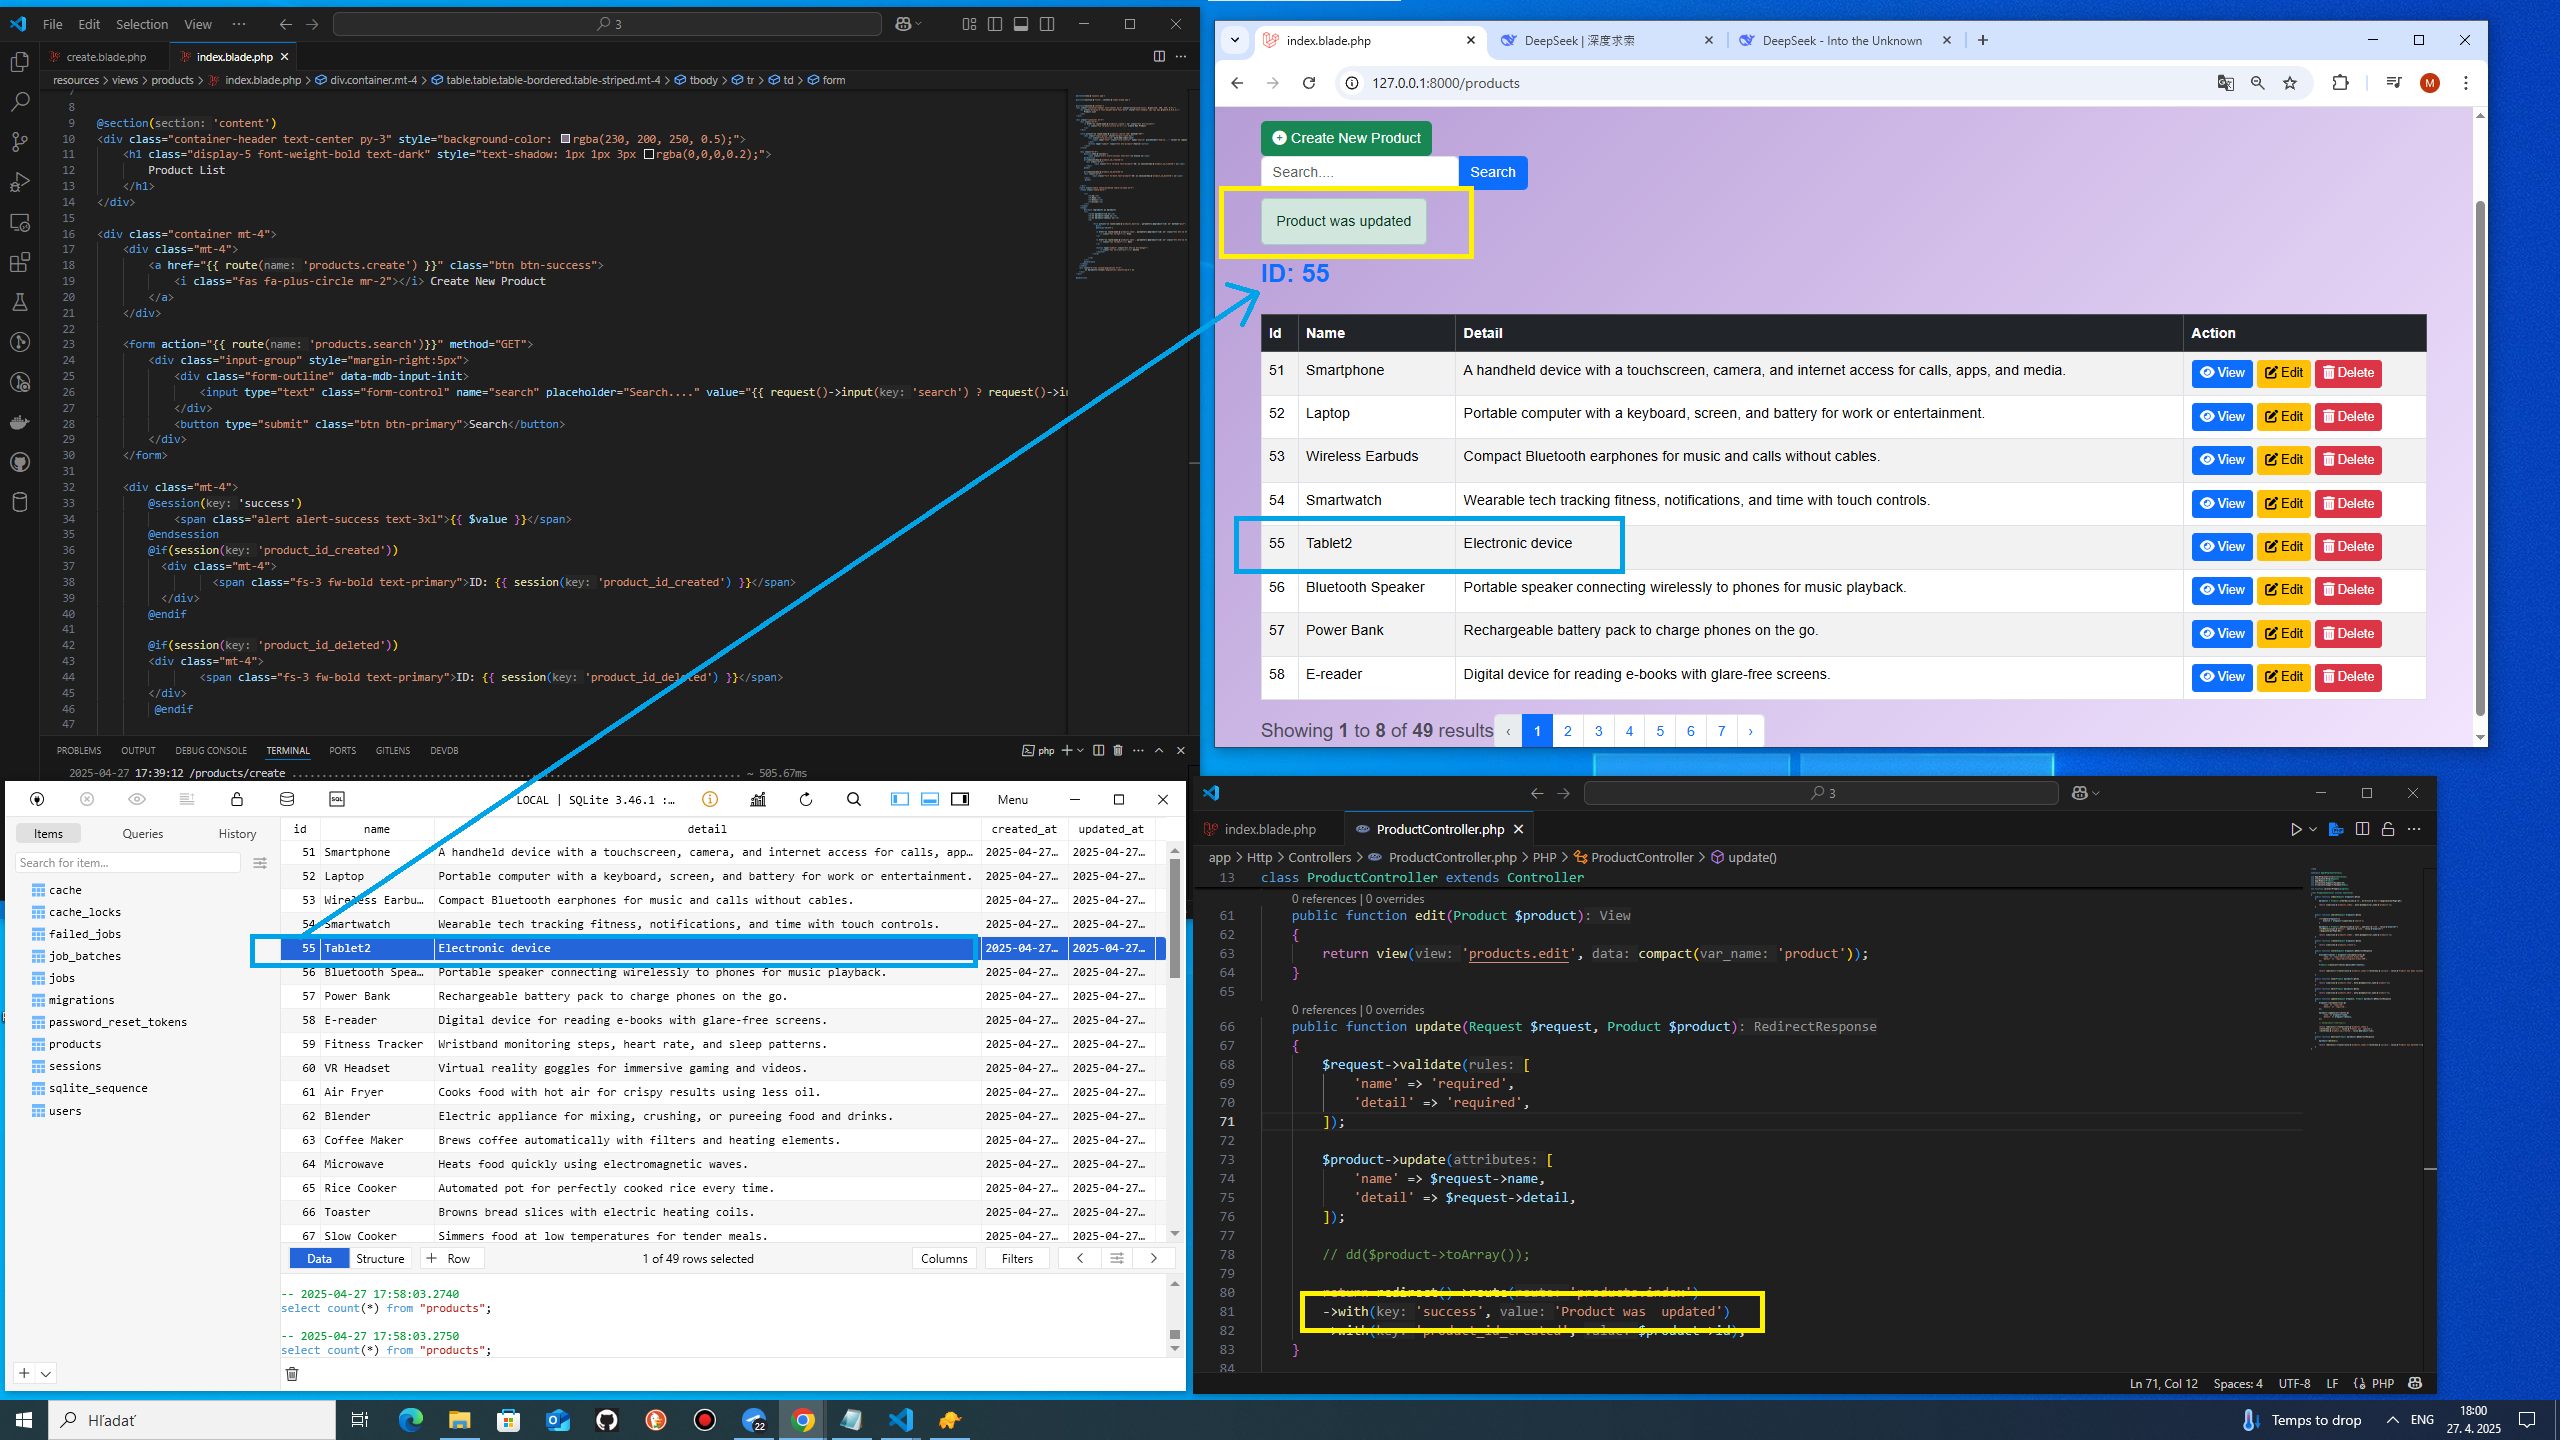 File Edit Selection View ··· 3
create.blade.php index.blade.php
resources > views > products > index.blade.php > div.container.mt-4 > table.table.table-bordered.table-striped.mt-4 > tbody > tr > td > form
7
8
9 @section(section: 'content')
10 <div class="container-header text-center py-3" style="background-color: rgba(230, 200, 250, 0.5);">
11 <h1 class="display-5 font-weight-bold text-dark" style="text-shadow: 1px 1px 3px rgba(0,0,0,0.2);">
12 Product List
13 </h1>
14 </div>
15
16 <div class="container mt-4">
17 <div class="mt-4">
18 <a href="{{ route(name: 'products.create') }}" class="btn btn-success">
19 <i class="fas fa-plus-circle mr-2"></i> Create New Product
20 </a>
21 </div>
22
23 <form action="{{ route(name: 'products.search')}}" method="GET">
24 <div class="input-group" style="margin-right:5px">
25 <div class="form-outline" data-mdb-input-init>
26 <input type="text" class="form-control" name="search" placeholder="Search...." value="{{ request()->input(key: 'search') ? request()->i
27 </div>
28 <button type="submit" class="btn btn-primary">Search</button>
29 </div>
30 </form>
31
32 <div class="mt-4">
33 @session(key: 'success')
34 <span class="alert alert-success text-3xl">{{ $value }}</span>
35 @endsession
36 @if(session(key: 'product_id_created'))
37 <div class="mt-4">
38 <span class="fs-3 fw-bold text-primary">ID: {{ session(key: 'product_id_created') }}</span>
39 </div>
40 @endif
41
42 @if(session(key: 'product_id_deleted'))
43 <div class="mt-4">
44 <span class="fs-3 fw-bold text-primary">ID: {{ session(key: 'product_id_deleted') }}</span>
45 </div>
46 @endif
47
PROBLEMS OUTPUT DEBUG CONSOLE TERMINAL PORTS GITLENS DEVDB php
2025-04-27 17:39:12 /products/create ~ 505.67ms
index.blade.php DeepSeek | 深度求索 DeepSeek - Into the Unknown
127.0.0.1:8000/products M
Create New Product
Search.... Search
Product was updated
ID: 55
Id Name Detail Action
51 Smartphone A handheld device with a touchscreen, camera, and internet access for calls, apps, and media. View Edit Delete
52 Laptop Portable computer with a keyboard, screen, and battery for work or entertainment. View Edit Delete
53 Wireless Earbuds Compact Bluetooth earphones for music and calls without cables. View Edit Delete
54 Smartwatch Wearable tech tracking fitness, notifications, and time with touch controls. View Edit Delete
55 Tablet2 Electronic device View Edit Delete
56 Bluetooth Speaker Portable speaker connecting wirelessly to phones for music playback. View Edit Delete
57 Power Bank Rechargeable battery pack to charge phones on the go. View Edit Delete
58 E-reader Digital device for reading e-books with glare-free screens. View Edit Delete
Showing 1 to 8 of 49 results ‹ 1 2 3 4 5 6 7 ›
SQL LOCAL | SQLite 3.46.1 :... Menu
Items Queries History
Search for item...
cache
cache_locks
failed_jobs
job_batches
jobs
migrations
password_reset_tokens
products
sessions
sqlite_sequence
users
id name detail created_at updated_at
51 Smartphone A handheld device with a touchscreen, camera, and internet access for calls, app… 2025-04-27… 2025-04-27…
52 Laptop Portable computer with a keyboard, screen, and battery for work or entertainment. 2025-04-27… 2025-04-27…
53 Wireless Earbu… Compact Bluetooth earphones for music and calls without cables. 2025-04-27… 2025-04-27…
54 Smartwatch Wearable tech tracking fitness, notifications, and time with touch controls. 2025-04-27… 2025-04-27…
55 Tablet2 Electronic device 2025-04-27… 2025-04-27…
56 Bluetooth Spea… Portable speaker connecting wirelessly to phones for music playback. 2025-04-27… 2025-04-27…
57 Power Bank Rechargeable battery pack to charge phones on the go. 2025-04-27… 2025-04-27…
58 E-reader Digital device for reading e-books with glare-free screens. 2025-04-27… 2025-04-27…
59 Fitness Tracker Wristband monitoring steps, heart rate, and sleep patterns. 2025-04-27… 2025-04-27…
60 VR Headset Virtual reality goggles for immersive gaming and videos. 2025-04-27… 2025-04-27…
61 Air Fryer Cooks food with hot air for crispy results using less oil. 2025-04-27… 2025-04-27…
62 Blender Electric appliance for mixing, crushing, or pureeing food and drinks. 2025-04-27… 2025-04-27…
63 Coffee Maker Brews coffee automatically with filters and heating elements. 2025-04-27… 2025-04-27…
64 Microwave Heats food quickly using electromagnetic waves. 2025-04-27… 2025-04-27…
65 Rice Cooker Automated pot for perfectly cooked rice every time. 2025-04-27… 2025-04-27…
66 Toaster Browns bread slices with electric heating coils. 2025-04-27… 2025-04-27…
67 Slow Cooker Simmers food at low temperatures for tender meals. 2025-04-27… 2025-04-27…
Data Structure + Row 1 of 49 rows selected Columns Filters
-- 2025-04-27 17:58:03.2740
select count(*) from "products";
-- 2025-04-27 17:58:03.2750
select count(*) from "products";
3
index.blade.php ProductController.php
app > Http > Controllers > ProductController.php > PHP > ProductController > update()
13 class ProductController extends Controller
0 references | 0 overrides
61 public function edit(Product $product): View
62 {
63 return view(view: 'products.edit', data: compact(var_name: 'product'));
64 }
65
0 references | 0 overrides
66 public function update(Request $request, Product $product): RedirectResponse
67 {
68 $request->validate(rules: [
69 'name' => 'required',
70 'detail' => 'required',
71 ]);
72
73 $product->update(attributes: [
74 'name' => $request->name,
75 'detail' => $request->detail,
76 ]);
77
78 // dd($product->toArray());
79
80 return redirect()->route(route: 'products.index')
81 ->with(key: 'success', value: 'Product was  updated')
82 ->with(key: 'product_id_created', value: $product->id);
83 }
84
Ln 71, Col 12 Spaces: 4 UTF-8 LF PHP
Hľadať 22 Temps to drop ENG 18:00
27. 4. 2025